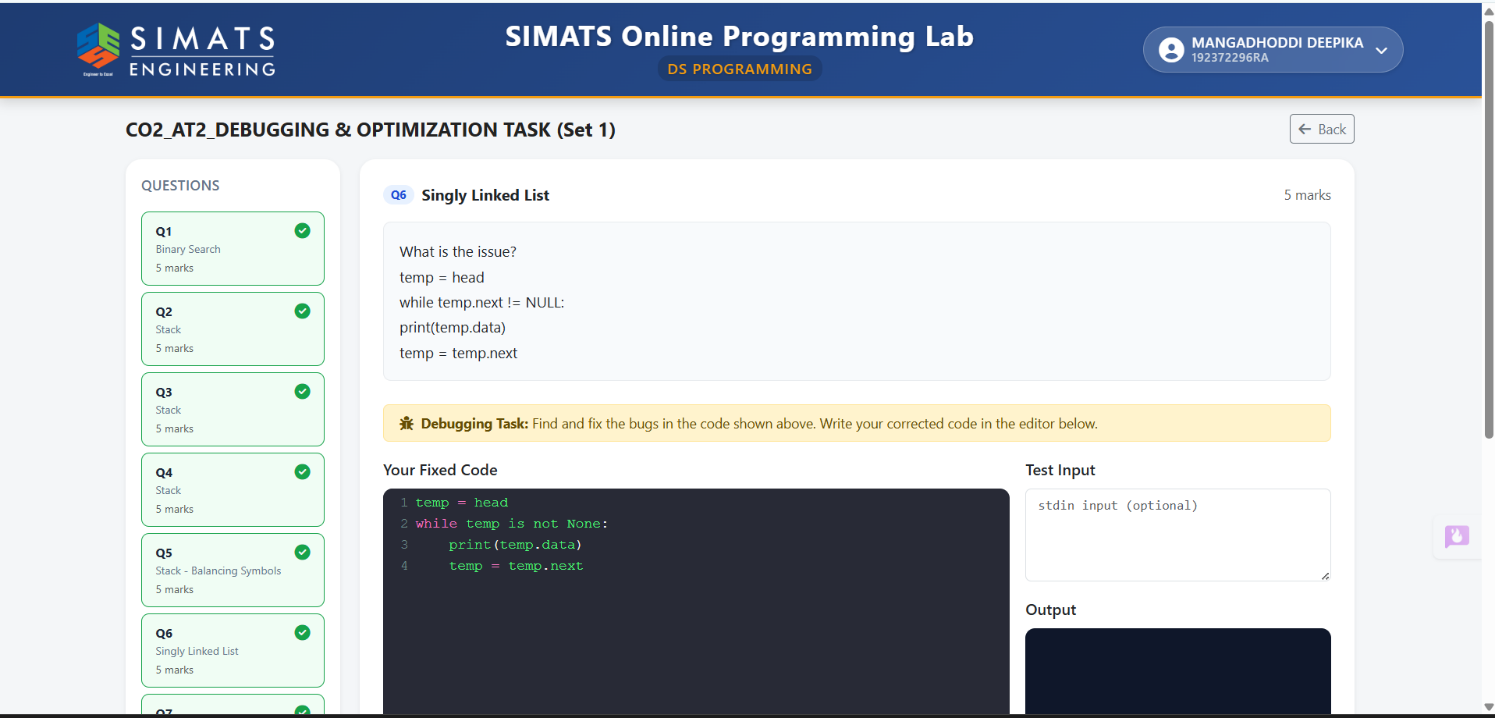 SIMATS
ENGINEERING
Engineer to Excel
SIMATS Online Programming Lab
DS PROGRAMMING
MANGADHODDI DEEPIKA
192372296RA
CO2_AT2_DEBUGGING & OPTIMIZATION TASK (Set 1)
← Back
QUESTIONS
Q1
Binary Search
5 marks
Q2
Stack
5 marks
Q3
Stack
5 marks
Q4
Stack
5 marks
Q5
Stack - Balancing Symbols
5 marks
Q6
Singly Linked List
5 marks
Q7
Q6 Singly Linked List
5 marks
What is the issue?
temp = head
while temp.next != NULL:
print(temp.data)
temp = temp.next
Debugging Task: Find and fix the bugs in the code shown above. Write your corrected code in the editor below.
Your Fixed Code
1 temp = head
2 while temp is not None:
3     print(temp.data)
4     temp = temp.next
Test Input
stdin input (optional)
Output